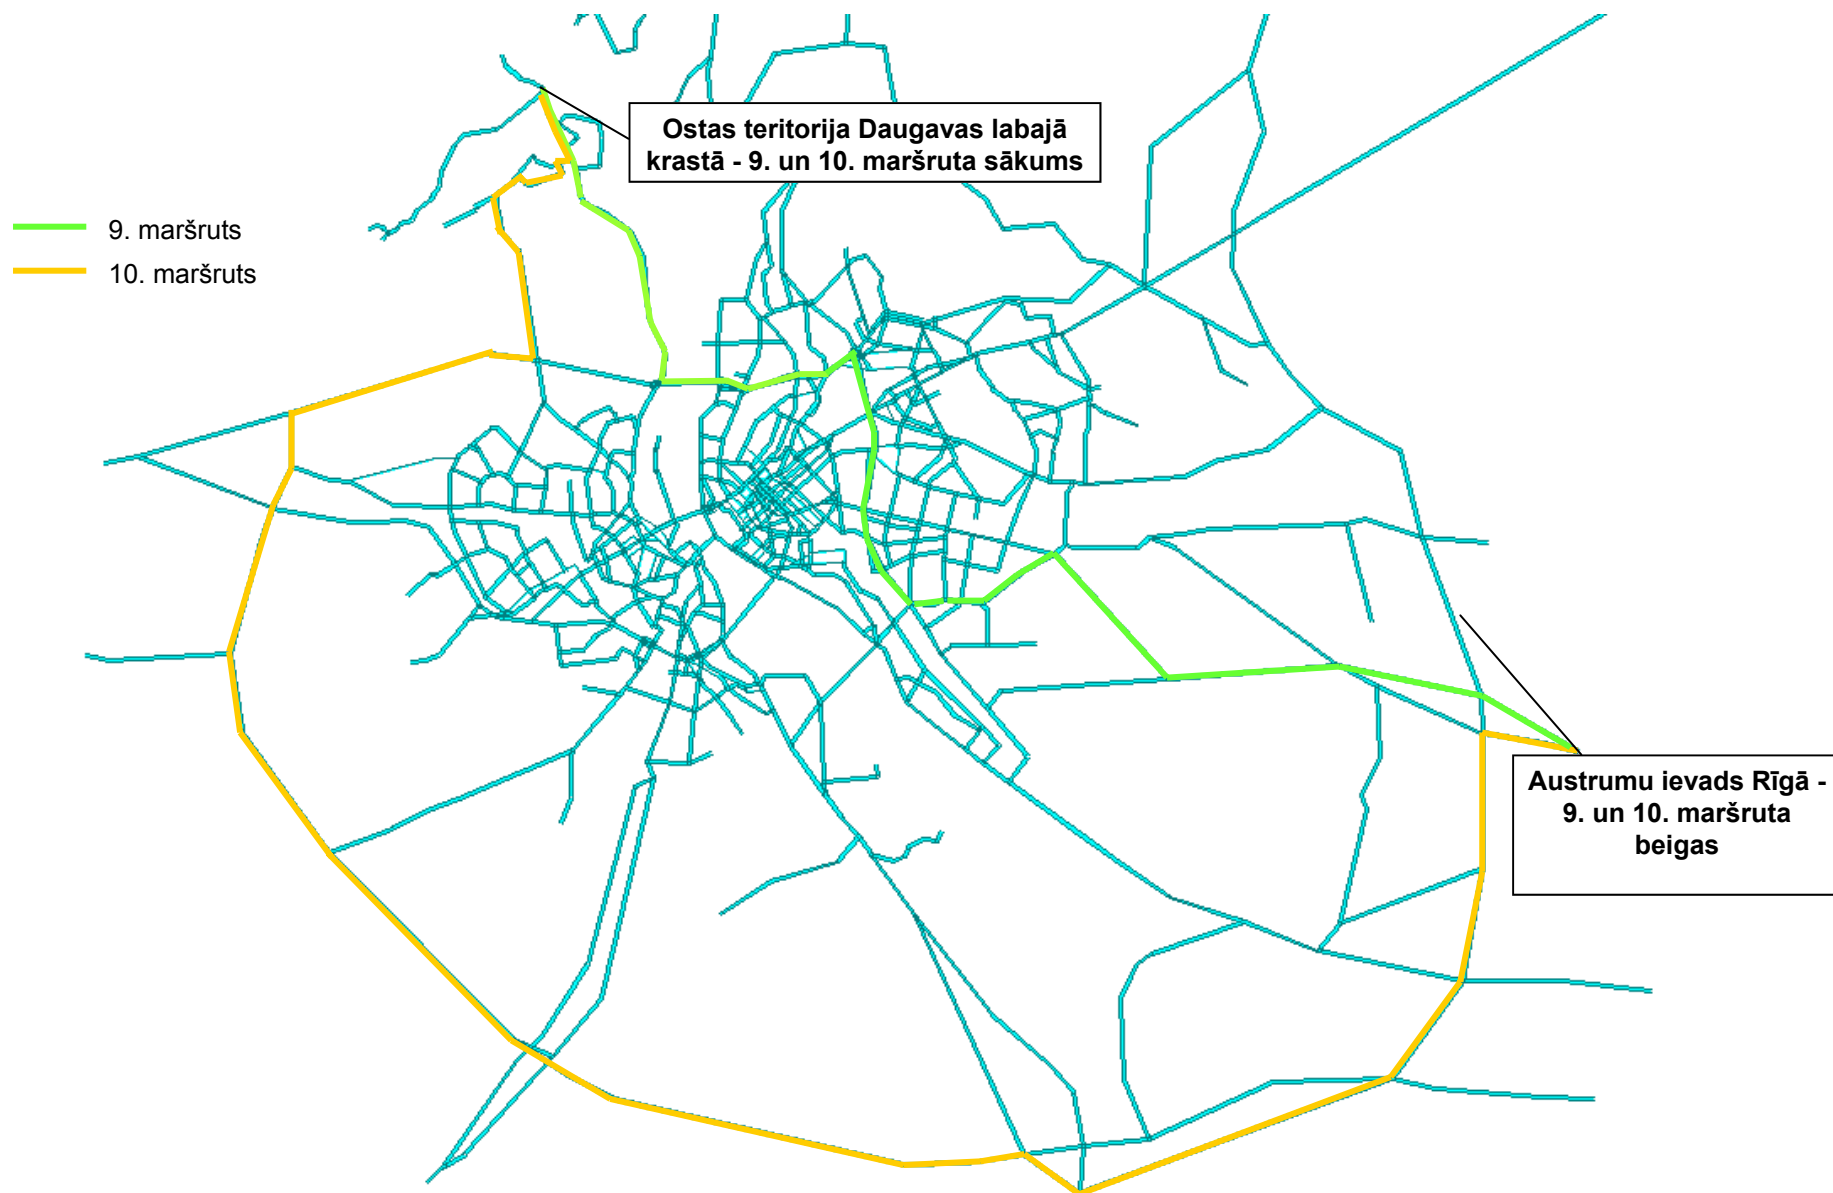 Ostas teritorija Daugavas labajā
krastā - 9. un 10. maršruta sākums
9. maršruts
10. maršruts
Austrumu ievads Rīgā -
9. un 10. maršruta
beigas